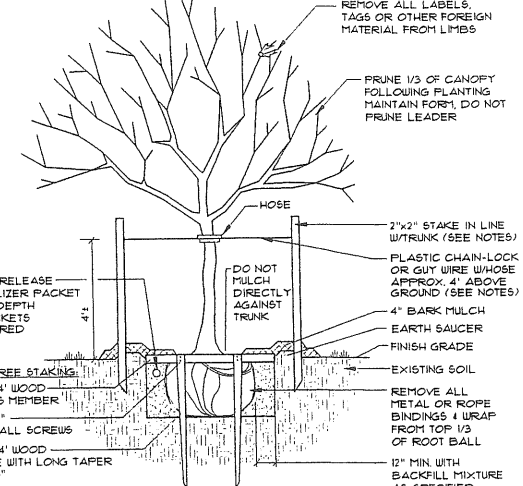 REMOVE ALL LABELS,
TAGS OR OTHER FOREIGN
MATERIAL FROM LIMBS
PRUNE 1/3 OF CANOPY
FOLLOWING PLANTING
MAINTAIN FORM, DO NOT
PRUNE LEADER
HOSE
2"x2" STAKE IN LINE
W/TRUNK (SEE NOTES)
PLASTIC CHAIN-LOCK
OR GUY WIRE W/HOSE
APPROX. 4' ABOVE
GROUND (SEE NOTES)
DO NOT
MULCH
DIRECTLY
AGAINST
TRUNK
4'±
RELEASE
LIZER PACKET
DEPTH
KETS
RED
4" BARK MULCH
EARTH SAUCER
FINISH GRADE
EXISTING SOIL
REE STAKING:
4' WOOD
S MEMBER
"
ALL SCREWS
4' WOOD
E WITH LONG TAPER
"
REMOVE ALL
METAL OR ROPE
BINDINGS & WRAP
FROM TOP 1/3
OF ROOT BALL
12" MIN. WITH
BACKFILL MIXTURE
AS SPECIFIED